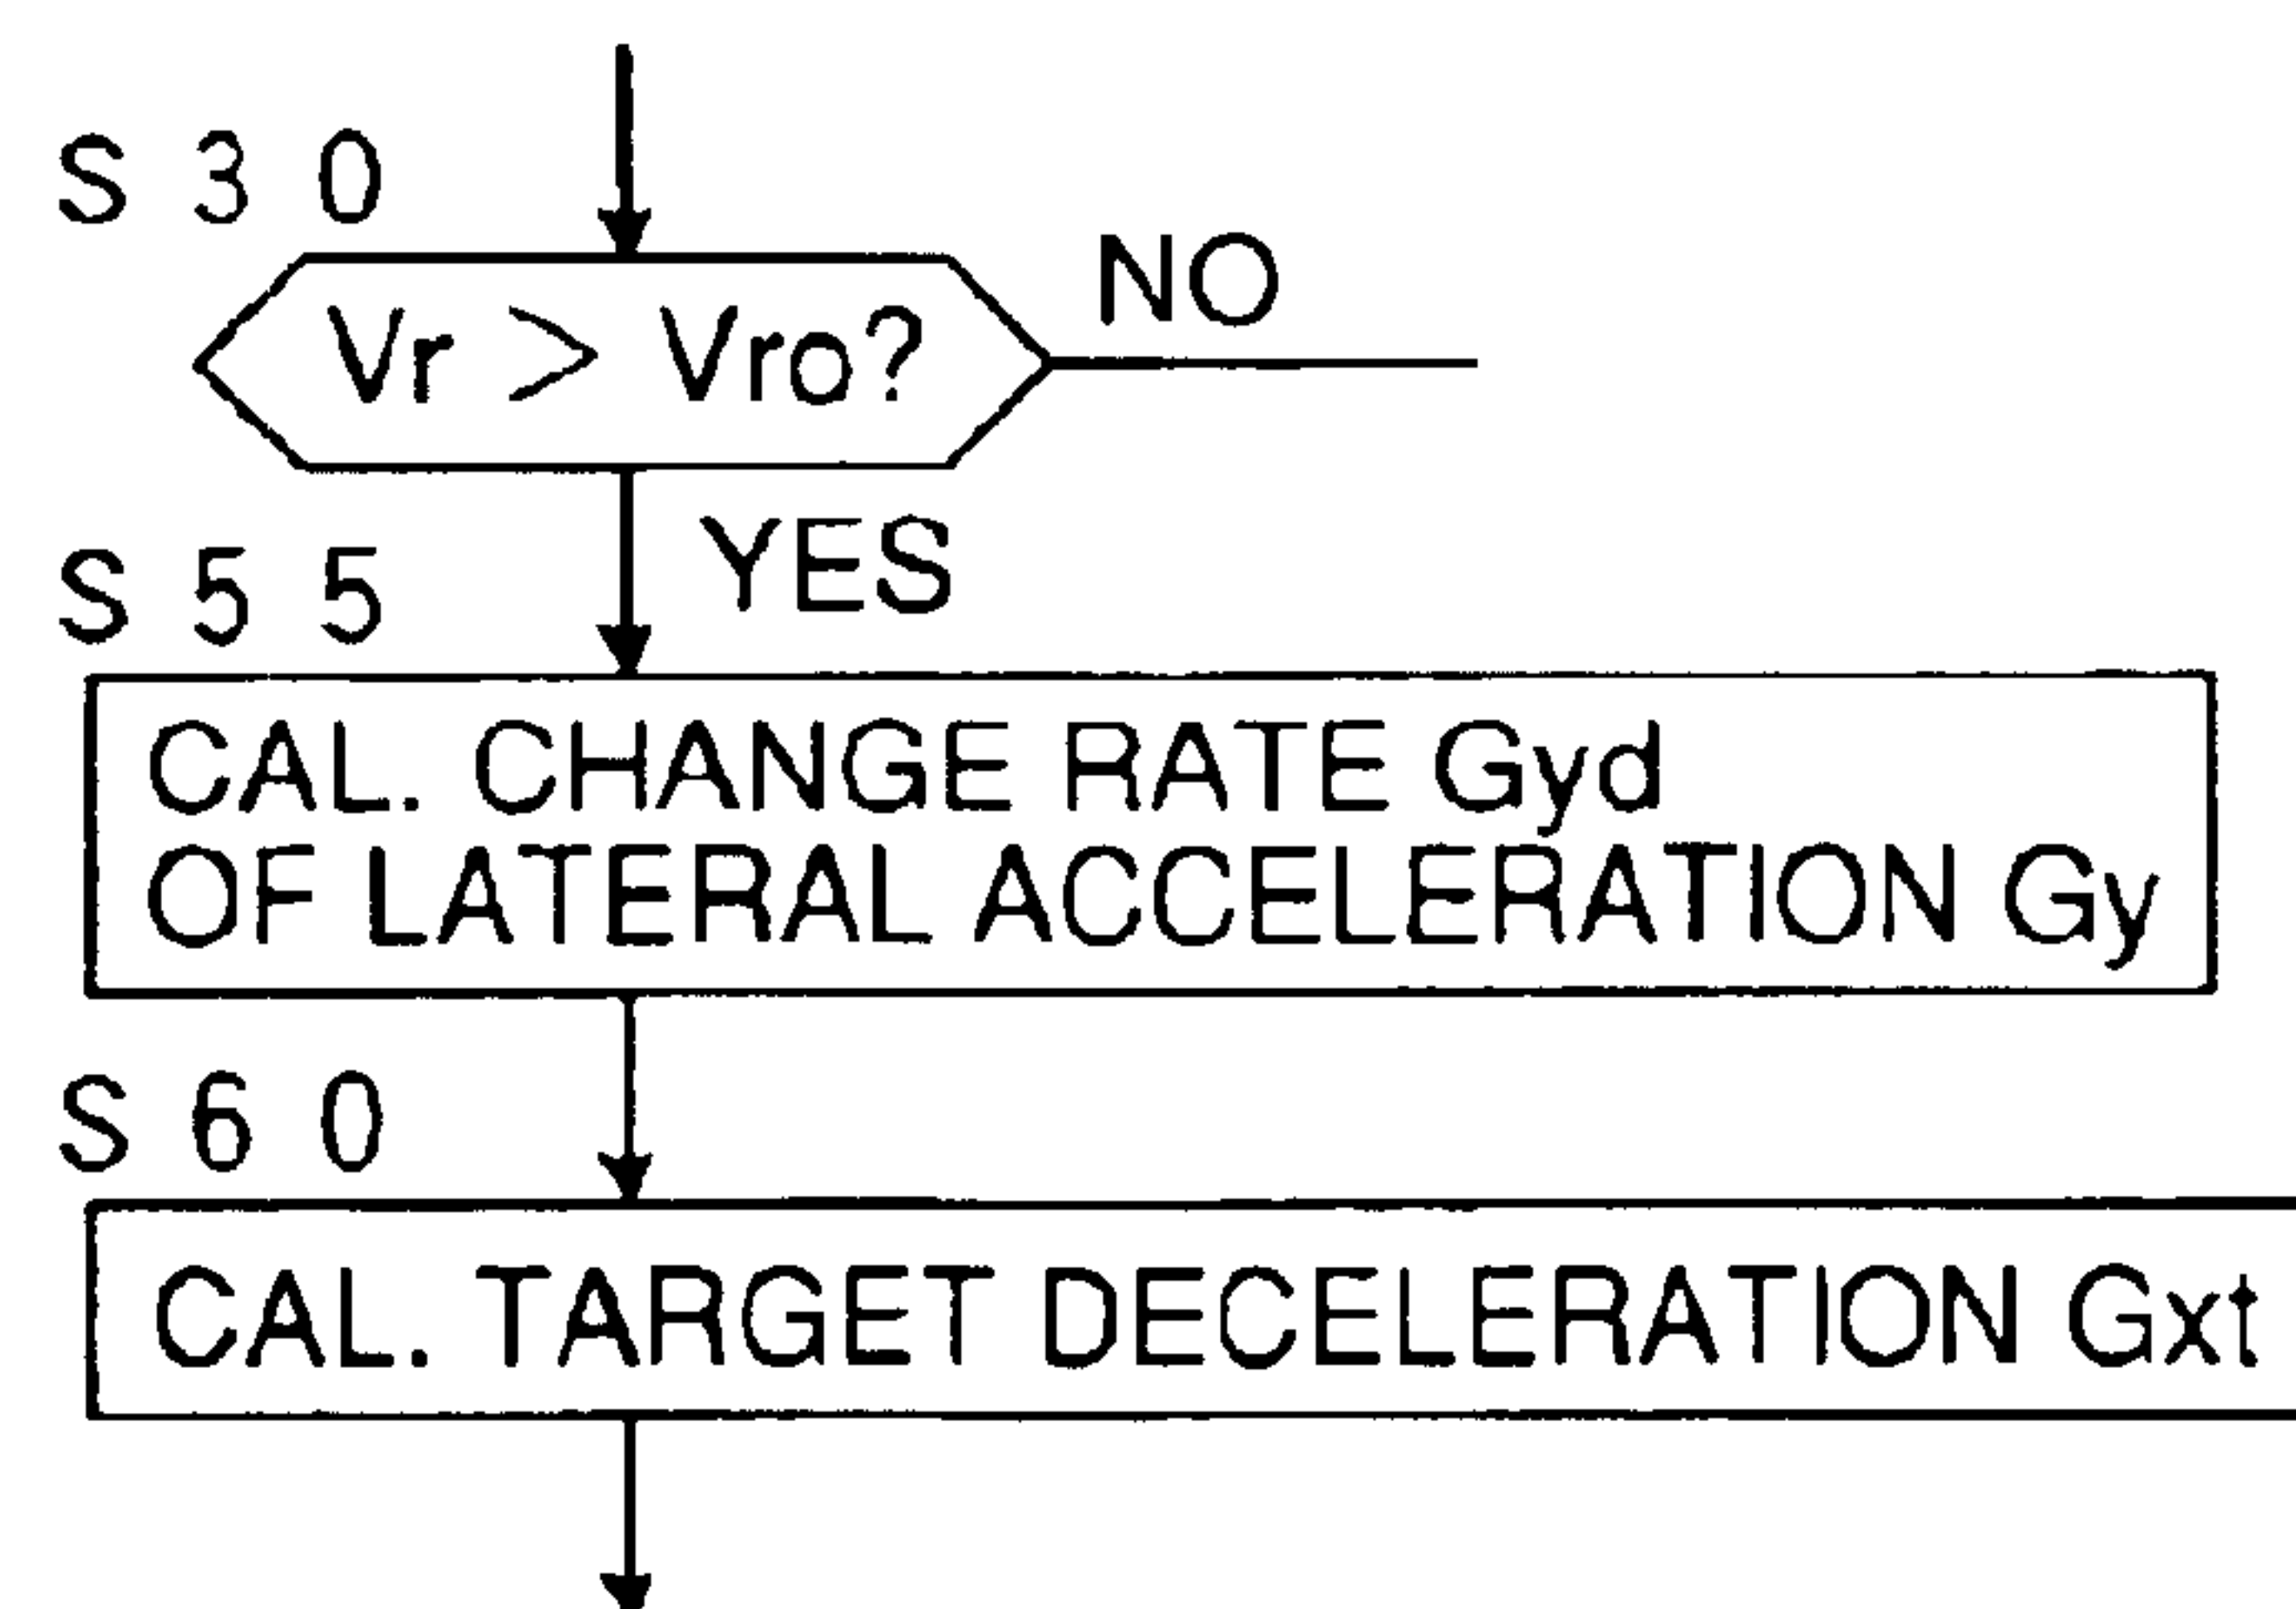 S 3 0
NO
Vr > Vro?
YES
S 5 5
CAL. CHANGE RATE Gyd
OF LATERAL ACCELERATION Gy
S 6 0
CAL. TARGET DECELERATION Gxt